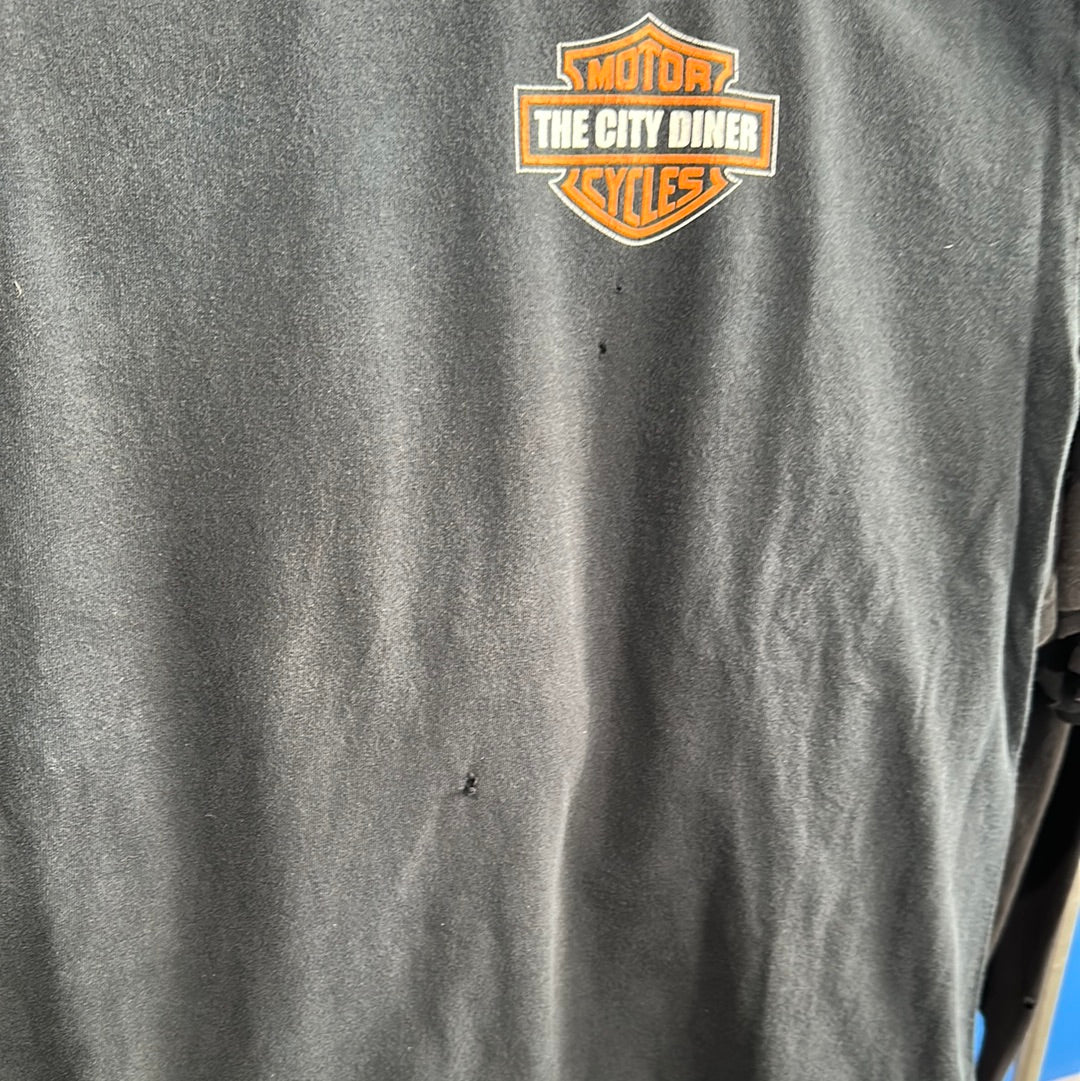 MOTOR
THE CITY DINER
CYCLES